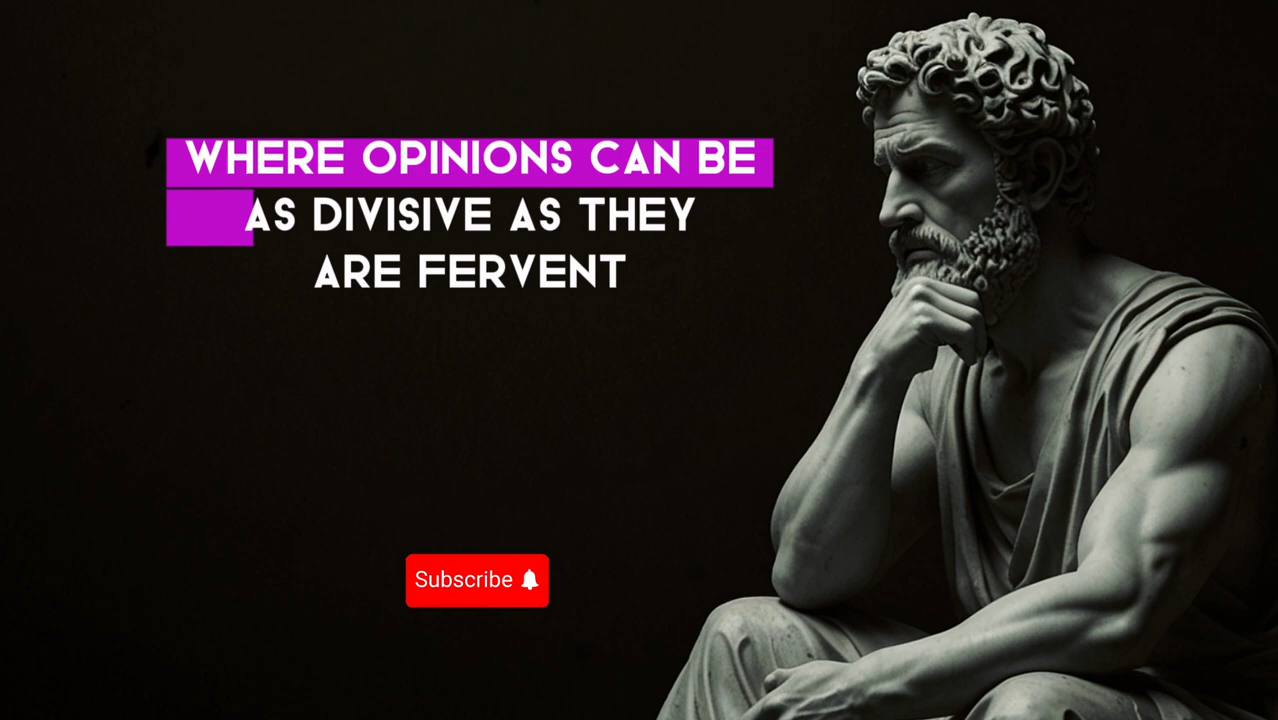 WHERE OPINIONS CAN BE
AS DIVISIVE AS THEY
ARE FERVENT
Subscribe